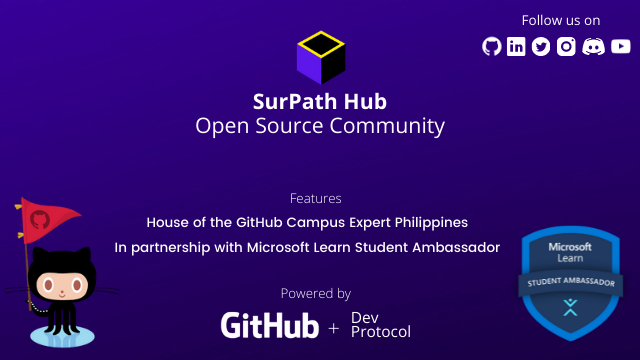 Follow us on
SurPath Hub
Open Source Community
Features
House of the GitHub Campus Expert Philippines
In partnership with Microsoft Learn Student Ambassador
Microsoft
Learn
STUDENT AMBASSADOR
Powered by
GitHub + Dev
Protocol